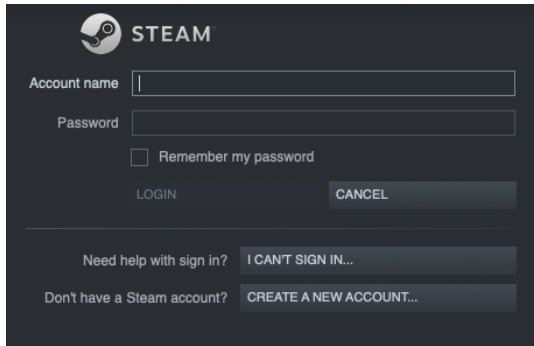 STEAM
Account name
Password
Remember my password
LOGIN CANCEL
Need help with sign in? I CAN'T SIGN IN...
Don't have a Steam account? CREATE A NEW ACCOUNT...